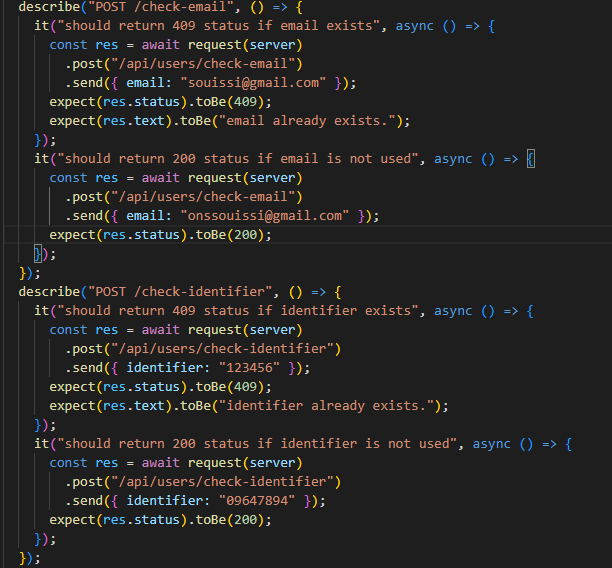 describe("POST /check-email", () => {
  it("should return 409 status if email exists", async () => {
    const res = await request(server)
      .post("/api/users/check-email")
      .send({ email: "souissi@gmail.com" });
    expect(res.status).toBe(409);
    expect(res.text).toBe("email already exists.");
  });
  it("should return 200 status if email is not used", async () => {
    const res = await request(server)
      .post("/api/users/check-email")
      .send({ email: "onssouissi@gmail.com" });
    expect(res.status).toBe(200);
  });
});
describe("POST /check-identifier", () => {
  it("should return 409 status if identifier exists", async () => {
    const res = await request(server)
      .post("/api/users/check-identifier")
      .send({ identifier: "123456" });
    expect(res.status).toBe(409);
    expect(res.text).toBe("identifier already exists.");
  });
  it("should return 200 status if identifier is not used", async () => {
    const res = await request(server)
      .post("/api/users/check-identifier")
      .send({ identifier: "09647894" });
    expect(res.status).toBe(200);
  });
});